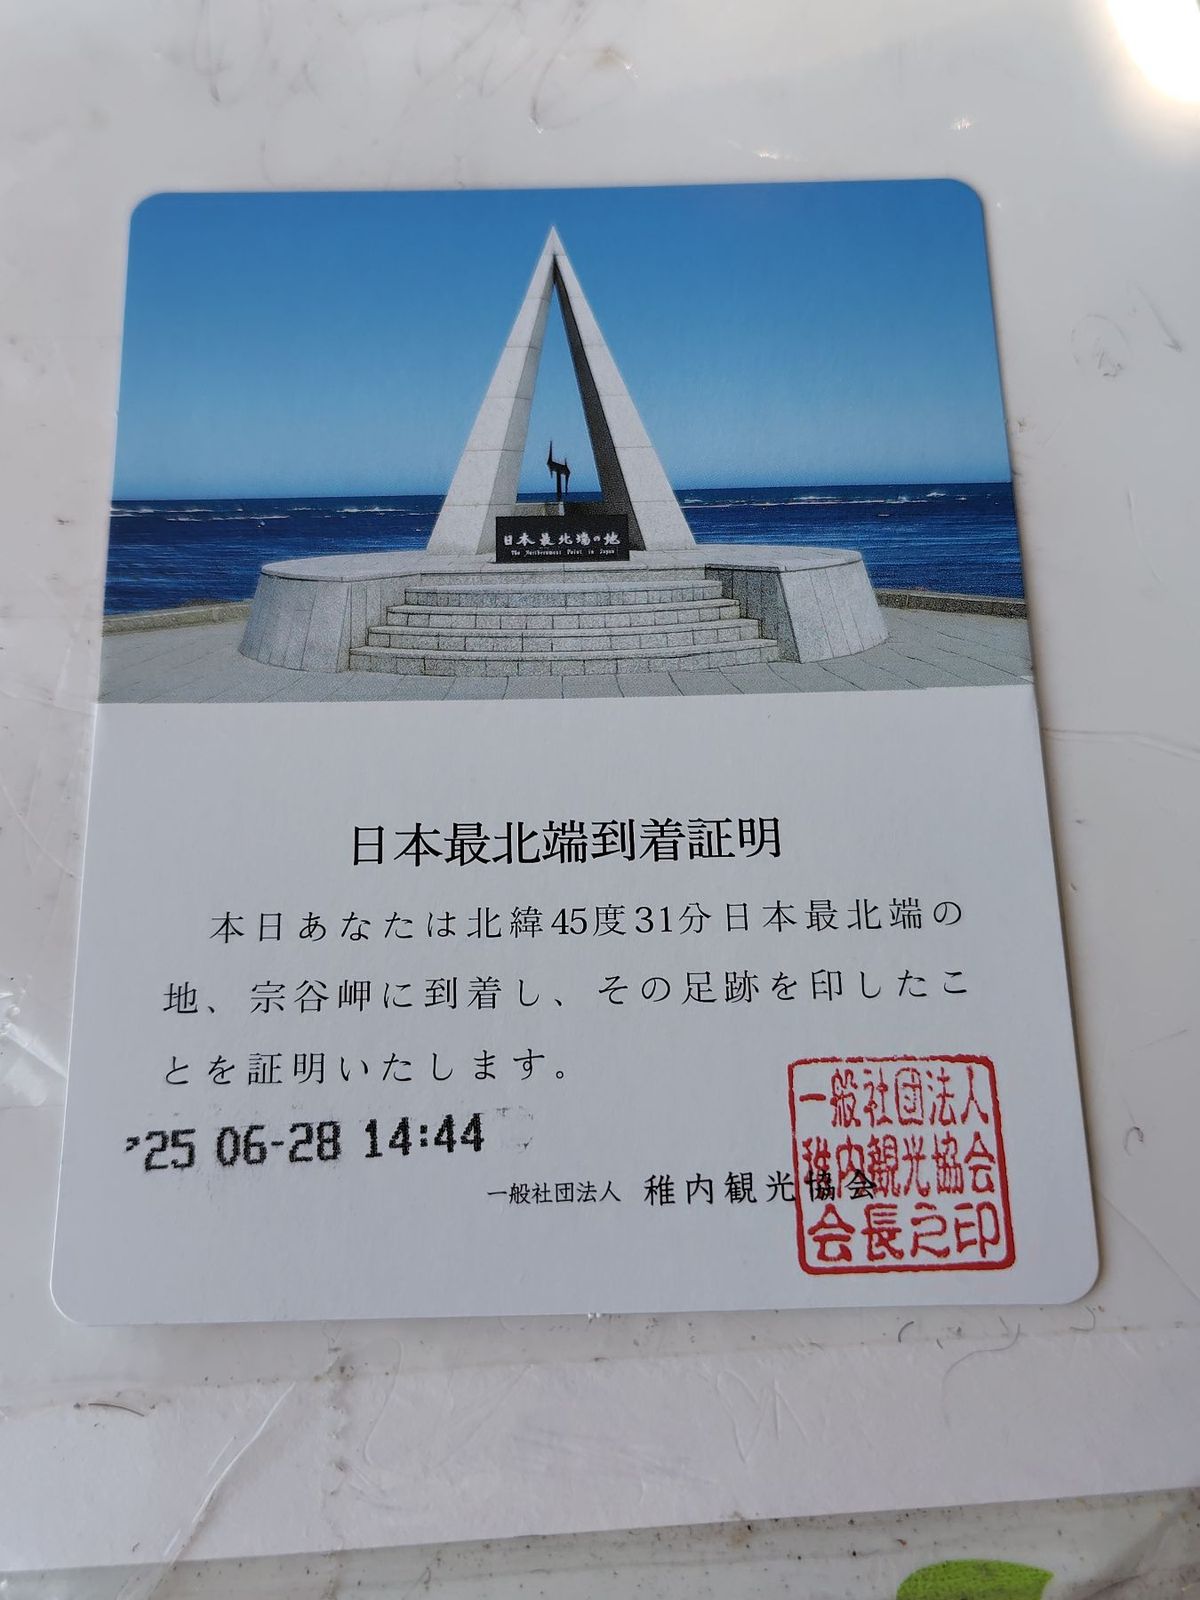 日本最北端の地
The Northernmost Point in Japan
日本最北端到着証明
本日あなたは北緯45度31分日本最北端の
地、宗谷岬に到着し、その足跡を印したこ
とを証明いたします。
'25 06-28 14:44
一般社団法人 稚内観光協会
一般社団法人
稚内観光協会
会長之印